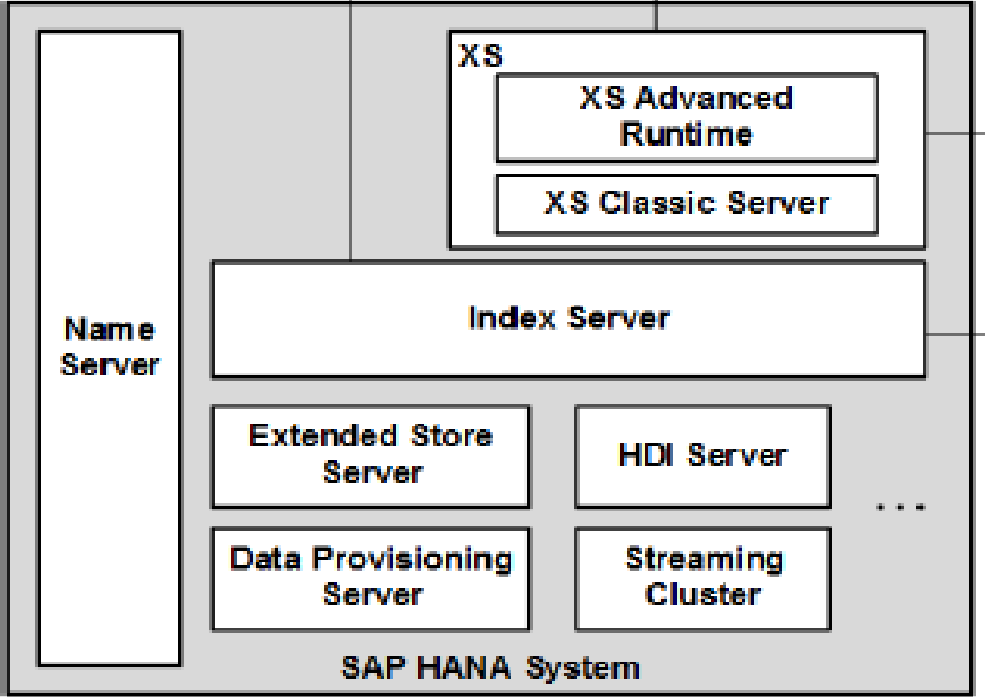 XS
XS Advanced
Runtime
XS Classic Server
Name
Server
Index Server
Extended Store
Server
HDI Server
...
Data Provisioning
Server
Streaming
Cluster
SAP HANA System